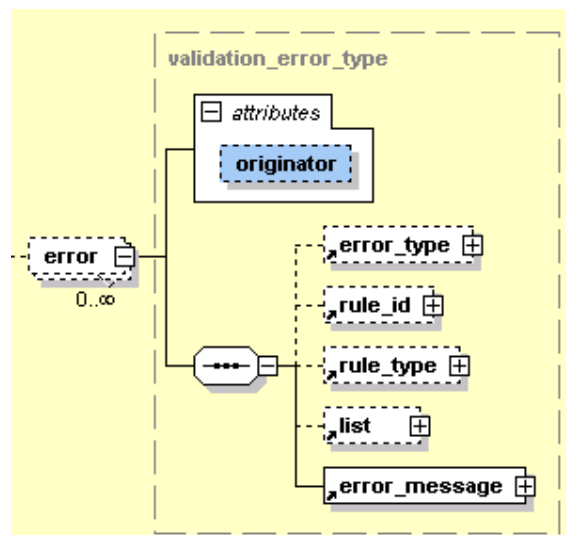 validation_error_type
attributes
originator
error
0..∞
error_type
rule_id
rule_type
list
error_message